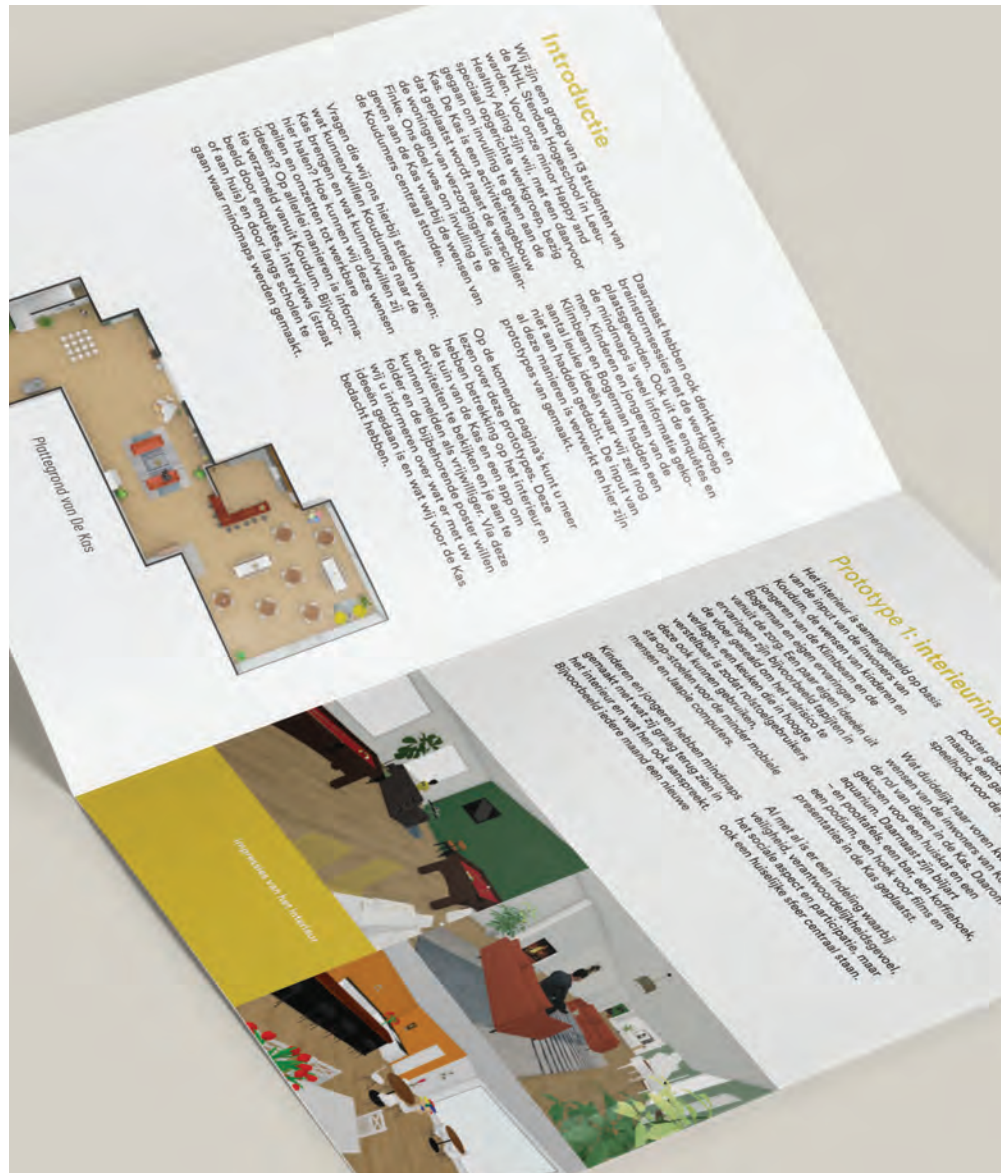 Introductie
Wij zijn een groep van 13 studenten van
de NHL Stenden Hogeschool in Leeu-
warden. Voor onze minor Happy and
Healthy Aging zijn wij, met een daarvoor
speciaal opgerichte werkgroep, bezig
gegaan om invulling te geven aan de
Kas. De Kas is een activiteitengebouw
dat geplaatst wordt naast de verschillen-
de woningen van verzorgingshuis de
Finke. Ons doel was om invulling te
geven aan de Kas waarbij de wensen van
de Koudumers centraal stonden.
Vragen die wij ons hierbij stelden waren:
wat kunnen/willen Koudumers naar de
Kas brengen en wat kunnen/willen zij
hier halen? Hoe kunnen wij deze wensen
peilen en omzetten tot werkbare
ideeën? Op allerlei manieren is informa-
tie verzameld vanuit Koudum. Bijvoor-
beeld door enquêtes, interviews (straat
of aan huis) en door langs scholen te
gaan waar mindmaps werden gemaakt.
Daarnaast hebben ook denktank- en
brainstormsessies met de werkgroep
plaatsgevonden. Ook uit de enquêtes en
de mindmaps is veel informatie geko-
men. Kinderen en jongeren van de
Klimbeam en Bogerman hadden een
aantal leuke ideeën waar wij zelf nog
niet aan hadden gedacht. De input van
al deze manieren is verwerkt en hier zijn
prototypes van gemaakt.
Op de komende pagina's kunt u meer
lezen over deze prototypes. Deze
hebben betrekking op het interieur en
de tuin van de Kas en een app om
activiteiten te bekijken en je aan te
kunnen melden als vrijwilliger. Via deze
folder en de bijbehorende poster willen
wij u informeren over wat er met uw
ideeën gedaan is en wat wij voor de Kas
bedacht hebben.
Plattegrond van De Kas
Prototype 1: interieurinde
Het interieur is samengesteld op basis
van de input van de inwoners van
Koudum, de wensen van kinderen en
jongeren van de Klimbeam en de
Bogerman en eigen ervaringen
vanuit de zorg. Een paar eigen ideeën uit
ervaringen zijn bijvoorbeeld tapijten in
de vloer gesealed om het valrisico te
verlagen, een keuken die in hoogte
verstelbaar is zodat rolstoelgebruikers
deze ook kunnen gebruiken,
sta-op-stoelen voor de minder mobiele
mensen en aapia computers.
Kinderen en jongeren hebben mindmaps
gemaakt met wat zij graag terug zien in
het interieur en wat hen ook aanspreekt.
Bijvoorbeeld iedere maand een nieuwe
poster
maand, een
speelhoek voor de
Wat duidelijk naar voren
wensen van de inwoners van
de rol van dieren in de Kas. Daarom
gekozen voor een huiskat en een
aquarium. Daarnaast zijn biljart
-en pooltafels, een bar, een koffiehoek,
een podium, een hoek voor films en
presentaties in de Kas geplaatst.
Al met al is er een indeling waarbij
veiligheid, verantwoordelijkheidsgevoel,
het sociale aspect en participatie, maar
ook een huiselijke sfeer centraal staan.
Impressies van het interieur